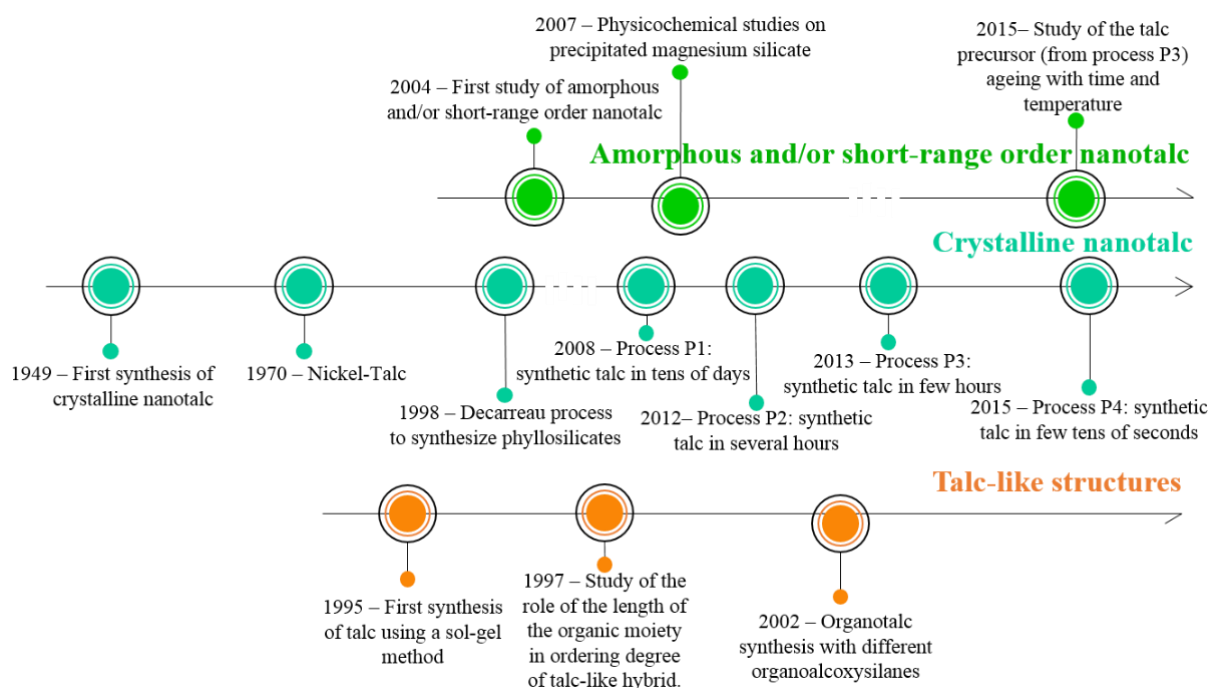 2007 – Physicochemical studies on
precipitated magnesium silicate
2015– Study of the talc
precursor (from process P3)
ageing with time and
temperature
2004 – First study of amorphous
and/or short-range order nanotalc
Amorphous and/or short-range order nanotalc
Crystalline nanotalc
1949 – First synthesis of
crystalline nanotalc
1970 – Nickel-Talc
1998 – Decarreau process
to synthesize phyllosilicates
2008 – Process P1:
synthetic talc in tens of days
2012– Process P2: synthetic
talc in several hours
2013 – Process P3:
synthetic talc in few hours
2015 – Process P4: synthetic
talc in few tens of seconds
Talc-like structures
1995 – First synthesis
of talc using a sol-gel
method
1997 – Study of the
role of the length of
the organic moiety
in ordering degree
of talc-like hybrid.
2002 – Organotalc
synthesis with different
organoalcoxysilanes